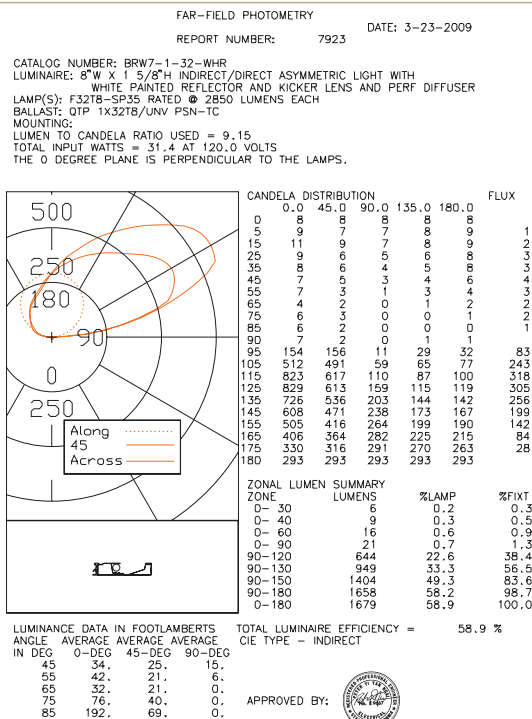 FAR-FIELD PHOTOMETRY
DATE: 3-23-2009
REPORT NUMBER: 7923
CATALOG NUMBER: BRW7-1-32-WHR
LUMINAIRE: 8"W X 1 5/8"H INDIRECT/DIRECT ASYMMETRIC LIGHT WITH
WHITE PAINTED REFLECTOR AND KICKER LENS AND PERF DIFFUSER
LAMP(S): F32T8-SP35 RATED @ 2850 LUMENS EACH
BALLAST: QTP 1X32T8/UNV PSN-TC
MOUNTING:
LUMEN TO CANDELA RATIO USED = 9.15
TOTAL INPUT WATTS = 31.4 AT 120.0 VOLTS
THE 0 DEGREE PLANE IS PERPENDICULAR TO THE LAMPS.
500
250
180
90
0
250
Along
45
Across
CANDELA DISTRIBUTION FLUX
0.0 45.0 90.0 135.0 180.0
0 8 8 8 8 8
5 9 7 7 8 9 1
15 11 9 7 8 9 2
25 9 6 5 6 8 3
35 8 6 4 5 8 3
45 7 5 3 4 6 4
55 7 3 1 3 4 3
65 4 2 0 1 2 2
75 6 3 0 0 1 2
85 6 2 0 0 0 1
90 7 2 0 1 1
95 154 156 11 29 32 83
105 512 491 59 65 77 243
115 823 617 110 87 100 318
125 829 613 159 115 119 305
135 726 536 203 144 142 256
145 608 471 238 173 167 199
155 505 416 264 199 190 142
165 406 364 282 225 215 84
175 330 316 291 270 263 28
180 293 293 293 293 293
ZONAL LUMEN SUMMARY
ZONE LUMENS %LAMP %FIXT
0- 30 6 0.2 0.3
0- 40 9 0.3 0.5
0- 60 16 0.6 0.9
0- 90 21 0.7 1.3
90-120 644 22.6 38.4
90-130 949 33.3 56.5
90-150 1404 49.3 83.6
90-180 1658 58.2 98.7
0-180 1679 58.9 100.0
LUMINANCE DATA IN FOOTLAMBERTS
ANGLE AVERAGE AVERAGE AVERAGE
IN DEG 0-DEG 45-DEG 90-DEG
45 34. 25. 15.
55 42. 21. 6.
65 32. 21. 0.
75 76. 40. 0.
85 192. 69. 0.
TOTAL LUMINAIRE EFFICIENCY = 58.9 %
CIE TYPE - INDIRECT
APPROVED BY: